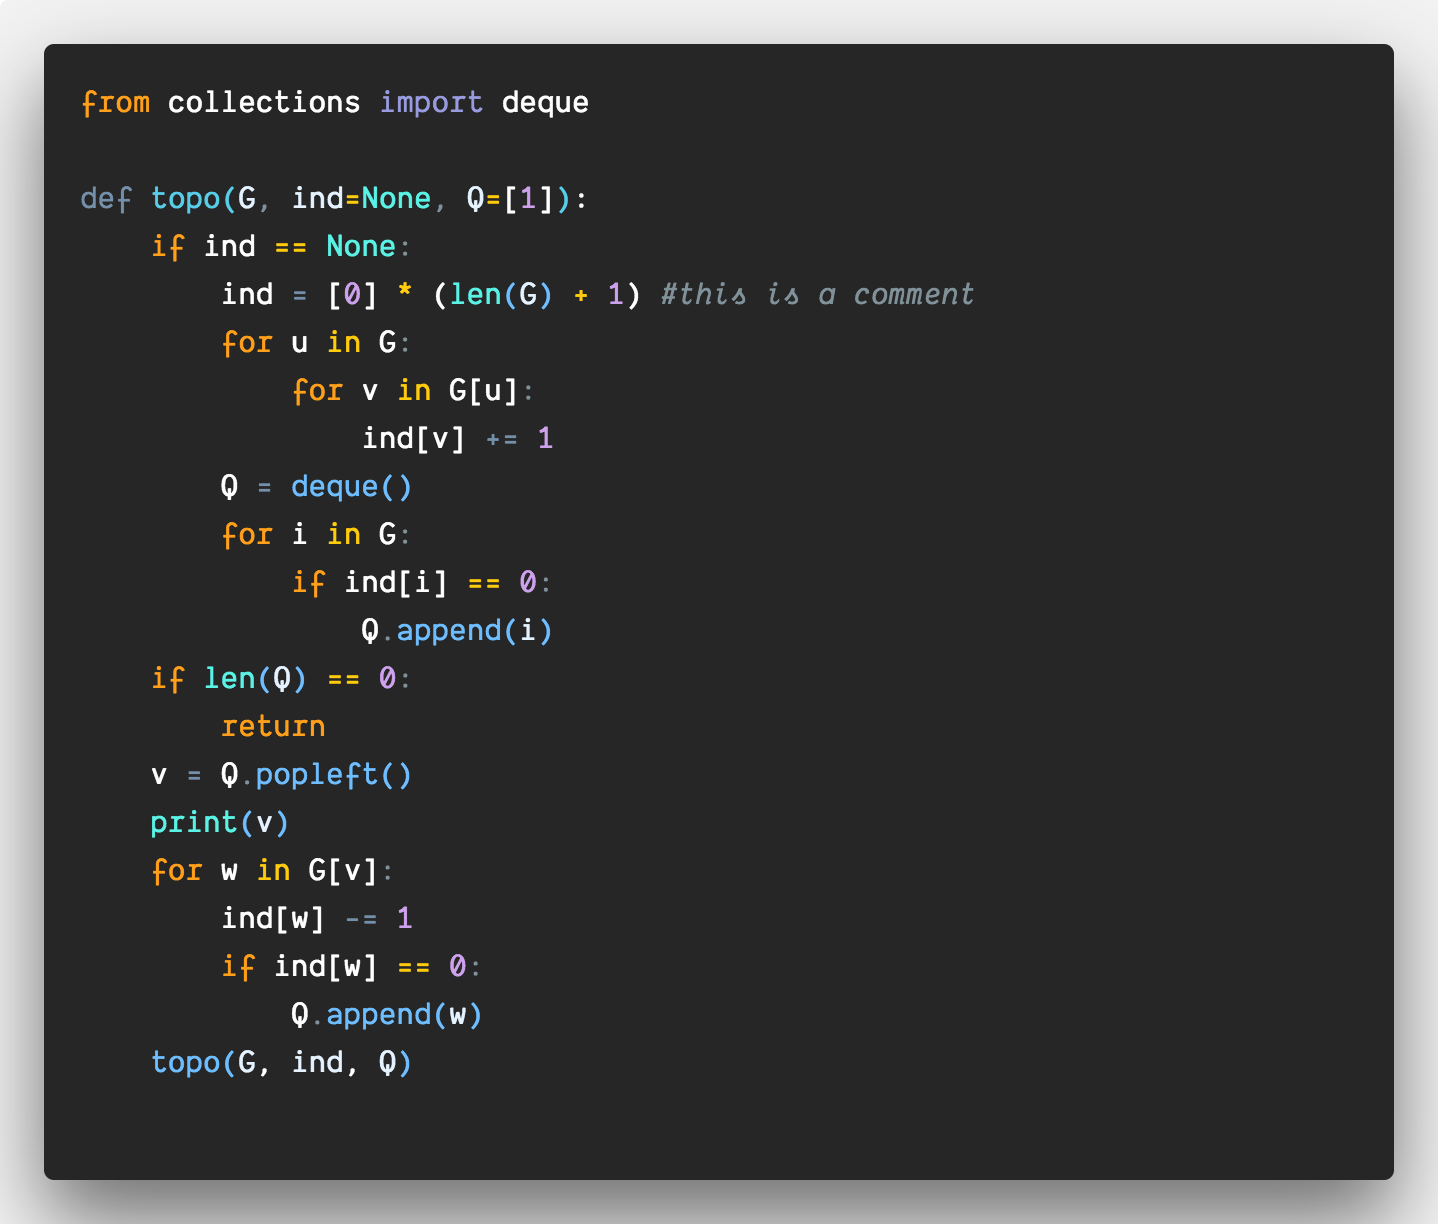 from collections import deque

def topo(G, ind=None, Q=[1]):
    if ind == None:
        ind = [0] * (len(G) + 1) #this is a comment
        for u in G:
            for v in G[u]:
                ind[v] += 1
        Q = deque()
        for i in G:
            if ind[i] == 0:
                Q.append(i)
    if len(Q) == 0:
        return
    v = Q.popleft()
    print(v)
    for w in G[v]:
        ind[w] -= 1
        if ind[w] == 0:
            Q.append(w)
    topo(G, ind, Q)